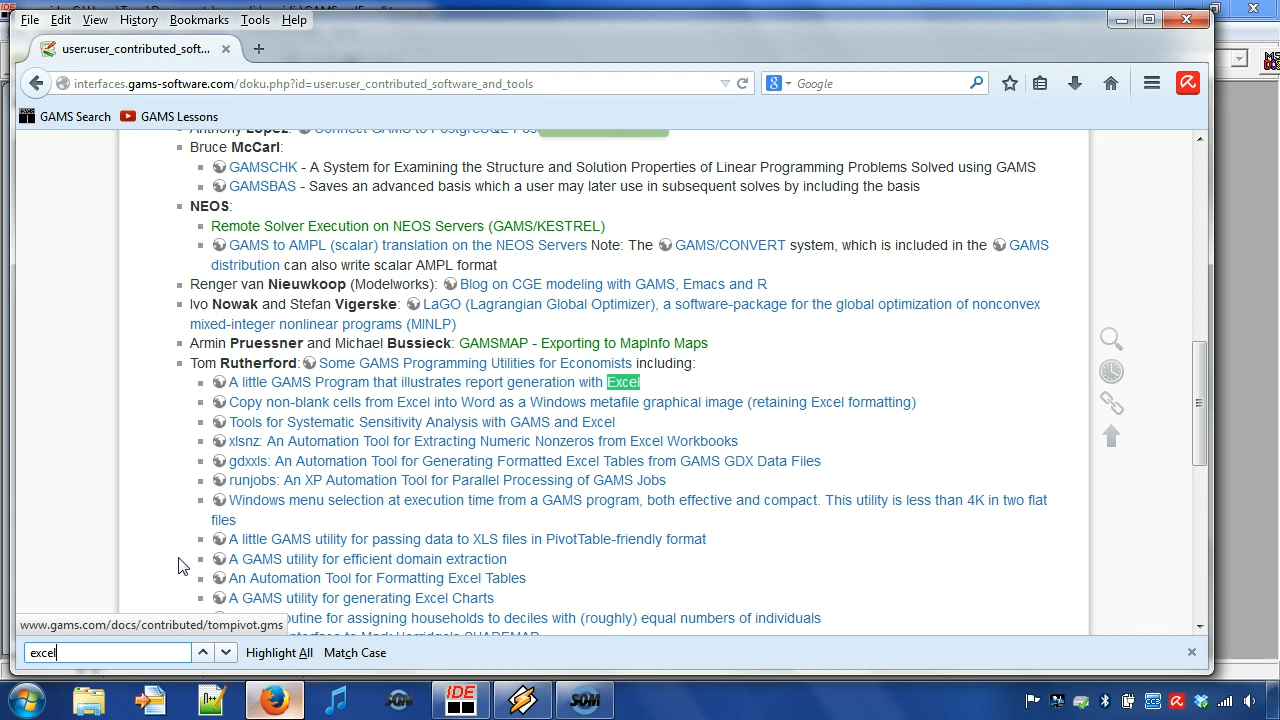 File Edit View History Bookmarks Tools Help
user:user_contributed_soft...
interfaces.gams-software.com/doku.php?id=user:user_contributed_software_and_tools
Google
GAMS Search GAMS Lessons
Anthony Lopez: Connect GAMS to PostgreSQL
Bruce McCarl:
GAMSCHK - A System for Examining the Structure and Solution Properties of Linear Programming Problems Solved using GAMS
GAMSBAS - Saves an advanced basis which a user may later use in subsequent solves by including the basis
NEOS:
Remote Solver Execution on NEOS Servers (GAMS/KESTREL)
GAMS to AMPL (scalar) translation on the NEOS Servers Note: The GAMS/CONVERT system, which is included in the GAMS
distribution can also write scalar AMPL format
Renger van Nieuwkoop (Modelworks): Blog on CGE modeling with GAMS, Emacs and R
Ivo Nowak and Stefan Vigerske: LaGO (Lagrangian Global Optimizer), a software-package for the global optimization of nonconvex
mixed-integer nonlinear programs (MINLP)
Armin Pruessner and Michael Bussieck: GAMSMAP - Exporting to MapInfo Maps
Tom Rutherford: Some GAMS Programming Utilities for Economists including:
A little GAMS Program that illustrates report generation with Excel
Copy non-blank cells from Excel into Word as a Windows metafile graphical image (retaining Excel formatting)
Tools for Systematic Sensitivity Analysis with GAMS and Excel
xlsnz: An Automation Tool for Extracting Numeric Nonzeros from Excel Workbooks
gdxxls: An Automation Tool for Generating Formatted Excel Tables from GAMS GDX Data Files
runjobs: An XP Automation Tool for Parallel Processing of GAMS Jobs
Windows menu selection at execution time from a GAMS program, both effective and compact. This utility is less than 4K in two flat
files
A little GAMS utility for passing data to XLS files in PivotTable-friendly format
A GAMS utility for efficient domain extraction
An Automation Tool for Formatting Excel Tables
A GAMS utility for generating Excel Charts
routine for assigning households to deciles with (roughly) equal numbers of individuals
www.gams.com/docs/contributed/tompivot.gms
excel Highlight All Match Case
IDE SQM